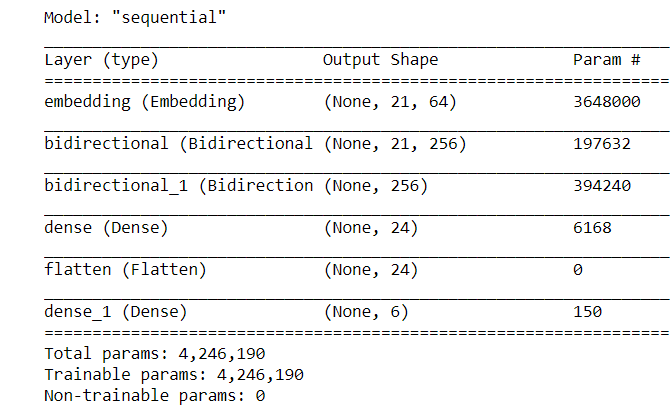 Model: "sequential"
_________________________________________________________________
Layer (type)                 Output Shape              Param #
=================================================================
embedding (Embedding)        (None, 21, 64)            3648000
_________________________________________________________________
bidirectional (Bidirectional (None, 21, 256)           197632
_________________________________________________________________
bidirectional_1 (Bidirection (None, 256)               394240
_________________________________________________________________
dense (Dense)                (None, 24)                6168
_________________________________________________________________
flatten (Flatten)            (None, 24)                0
_________________________________________________________________
dense_1 (Dense)              (None, 6)                 150
=================================================================
Total params: 4,246,190
Trainable params: 4,246,190
Non-trainable params: 0